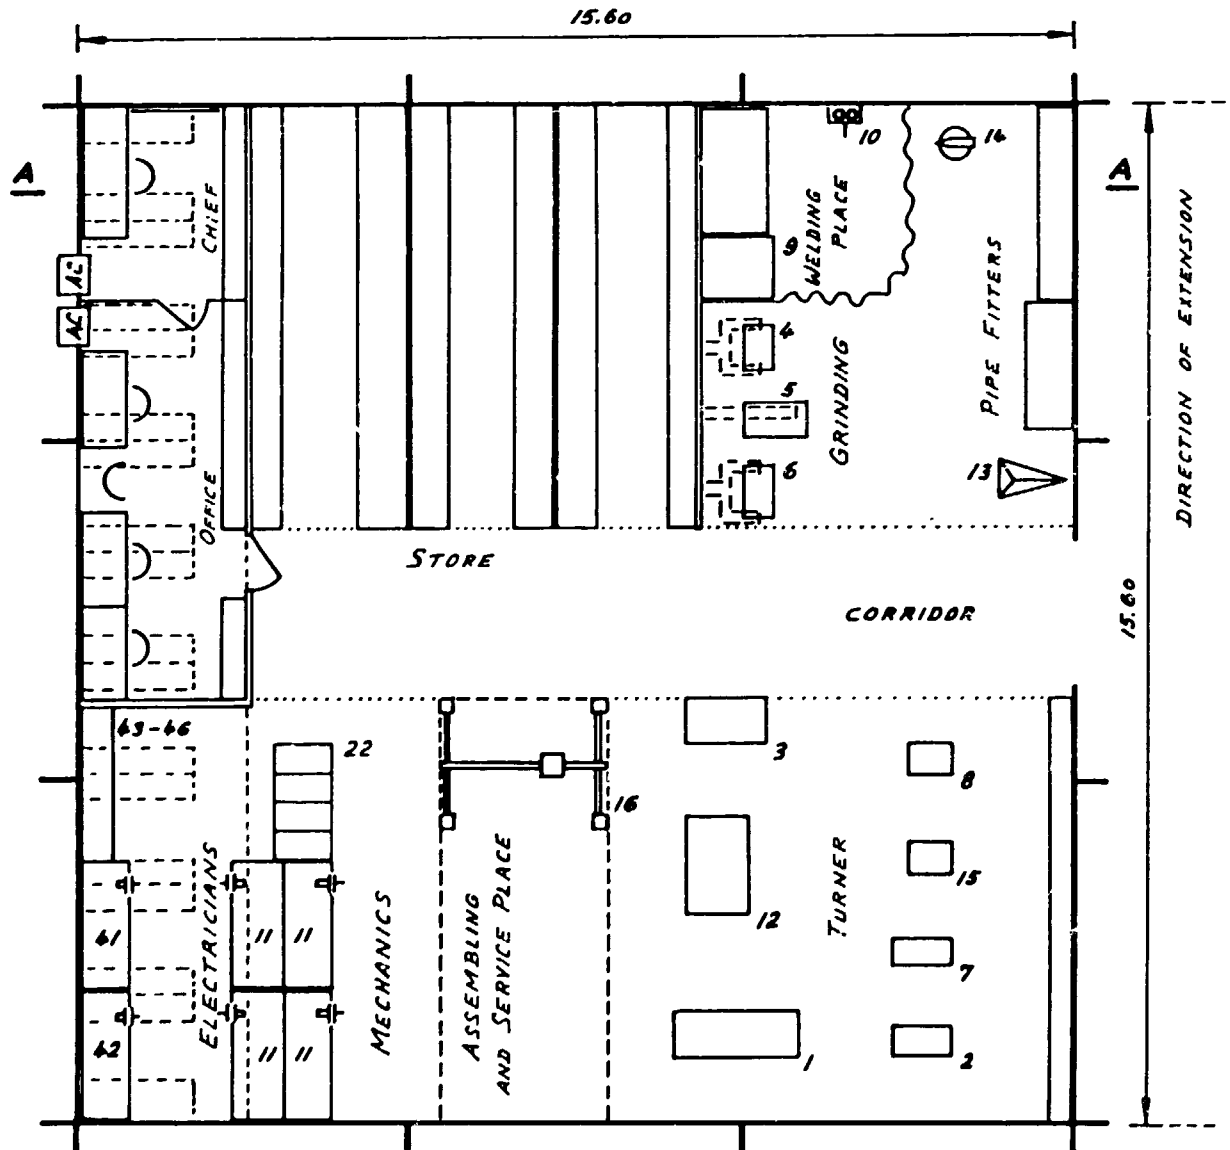 15.60
A
A
CHIEF
AC
AC
OFFICE
STORE
9
WELDING
PLACE
10
14
4
5
6
GRINDING
PIPE FITTERS
13
DIRECTION OF EXTENSION
15.60
CORRIDOR
43-46
22
ELECTRICIANS
41
42
11
11
11
11
MECHANICS
ASSEMBLING
AND SERVICE PLACE
16
3
12
1
TURNER
8
15
7
2